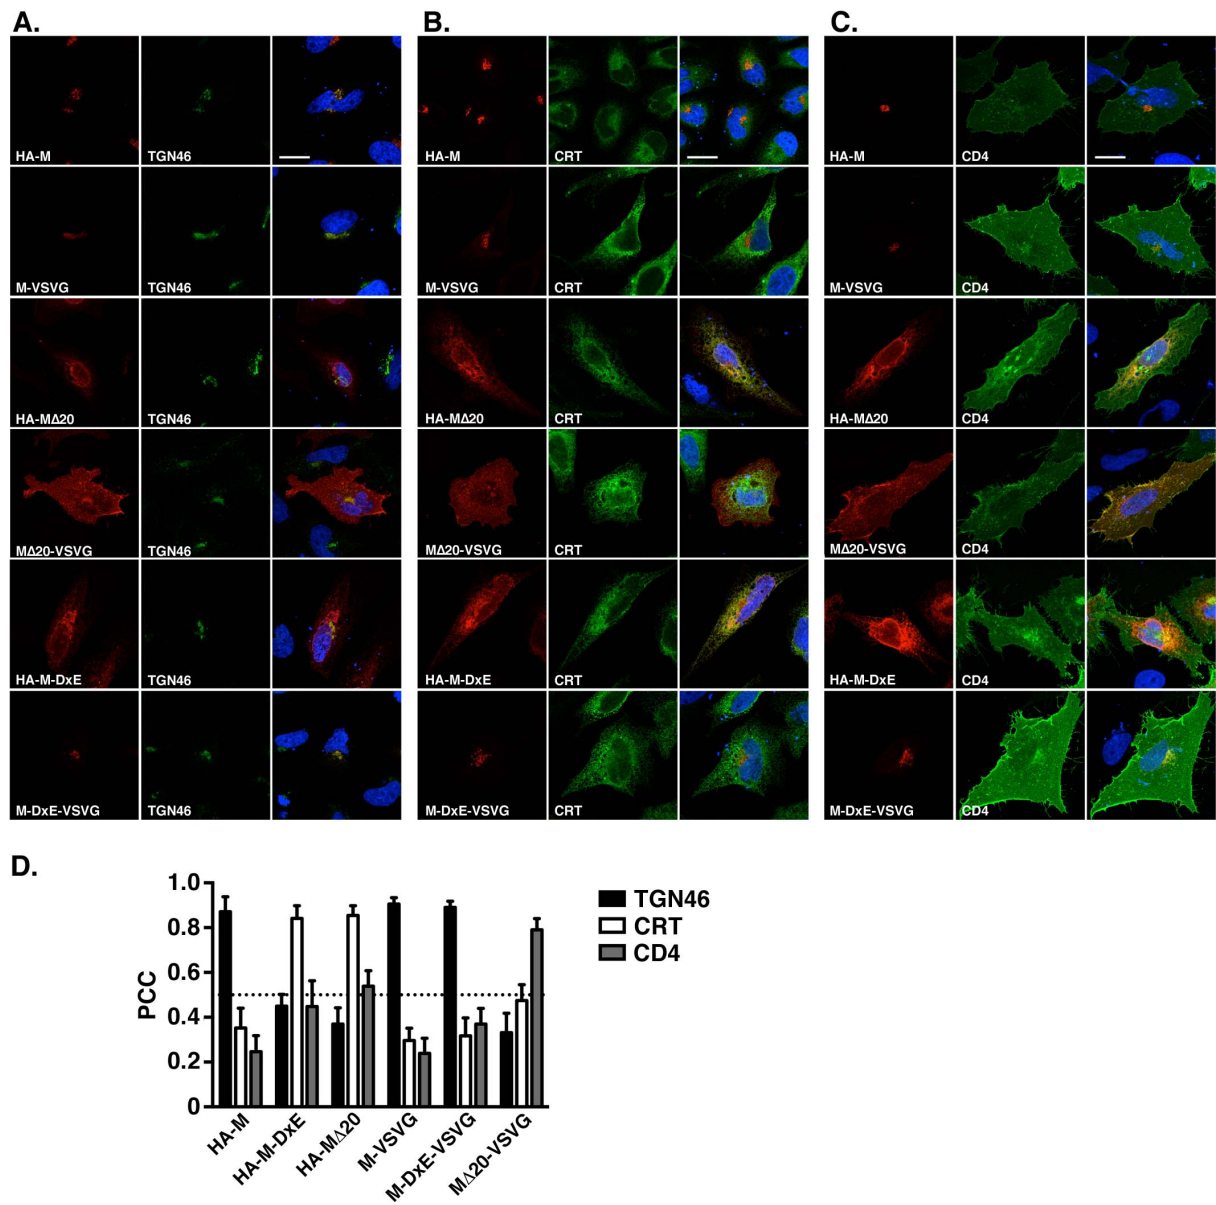 A. B. C.
HA-M TGN46 HA-M CRT HA-M CD4
M-VSVG TGN46 M-VSVG CRT M-VSVG CD4
HA-MΔ20 TGN46 HA-MΔ20 CRT HA-MΔ20 CD4
MΔ20-VSVG TGN46 MΔ20-VSVG CRT MΔ20-VSVG CD4
HA-M-DxE TGN46 HA-M-DxE CRT HA-M-DxE CD4
M-DxE-VSVG TGN46 M-DxE-VSVG CRT M-DxE-VSVG CD4
D.
PCC
1.0
0.8
0.6
0.4
0.2
0
HA-M
HA-M-DxE
HA-MΔ20
M-VSVG
M-DxE-VSVG
MΔ20-VSVG
TGN46
CRT
CD4